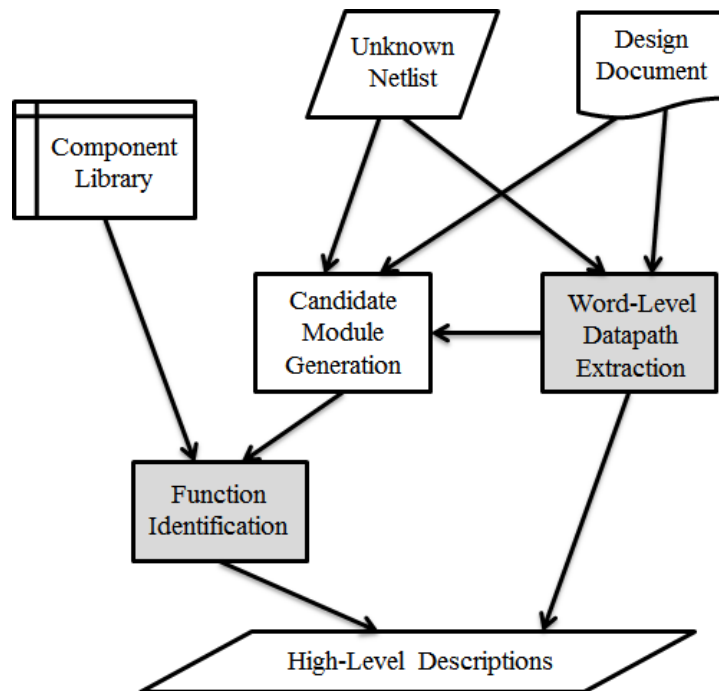 Unknown
Netlist
Design
Document
Component
Library
Candidate
Module
Generation
Word-Level
Datapath
Extraction
Function
Identification
High-Level Descriptions